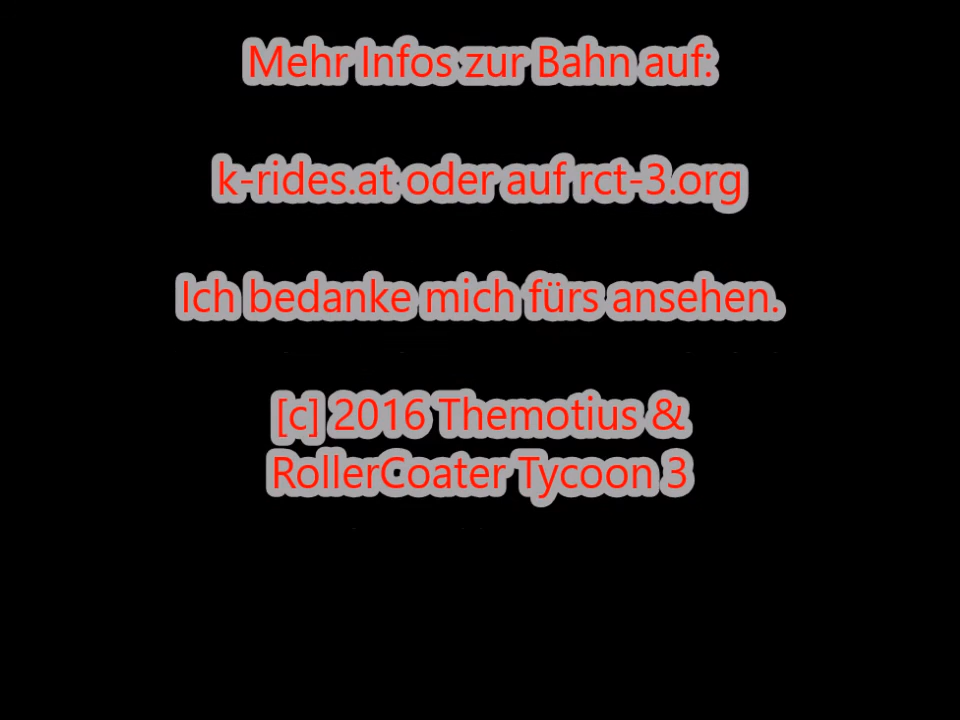 Mehr Infos zur Bahn auf:
k-rides.at oder auf rct-3.org
Ich bedanke mich fürs ansehen.
[c] 2016 Themotius &
RollerCoater Tycoon 3